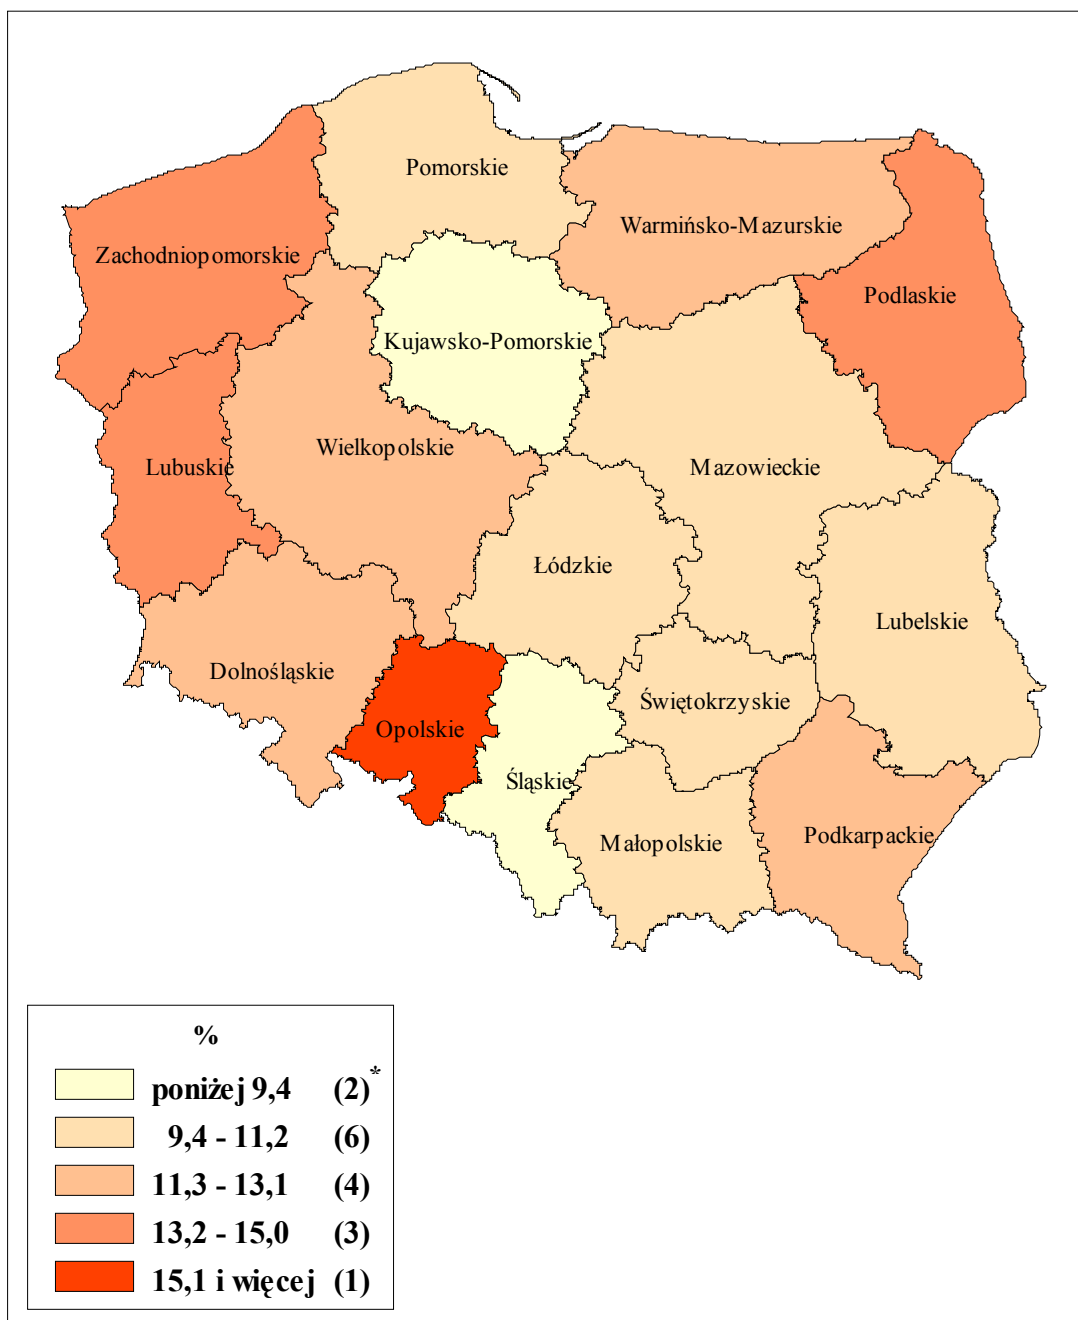 Pomorskie
Warmińsko-Mazurskie
Zachodniopomorskie
Podlaskie
Kujawsko-Pomorskie
Wielkopolskie
Lubuskie
Mazowieckie
Łódzkie
Lubelskie
Dolnośląskie
Świętokrzyskie
Opolskie
Śląskie
Podkarpackie
Małopolskie
%
poniżej 9,4 (2)*
9,4 - 11,2 (6)
11,3 - 13,1 (4)
13,2 - 15,0 (3)
15,1 i więcej (1)